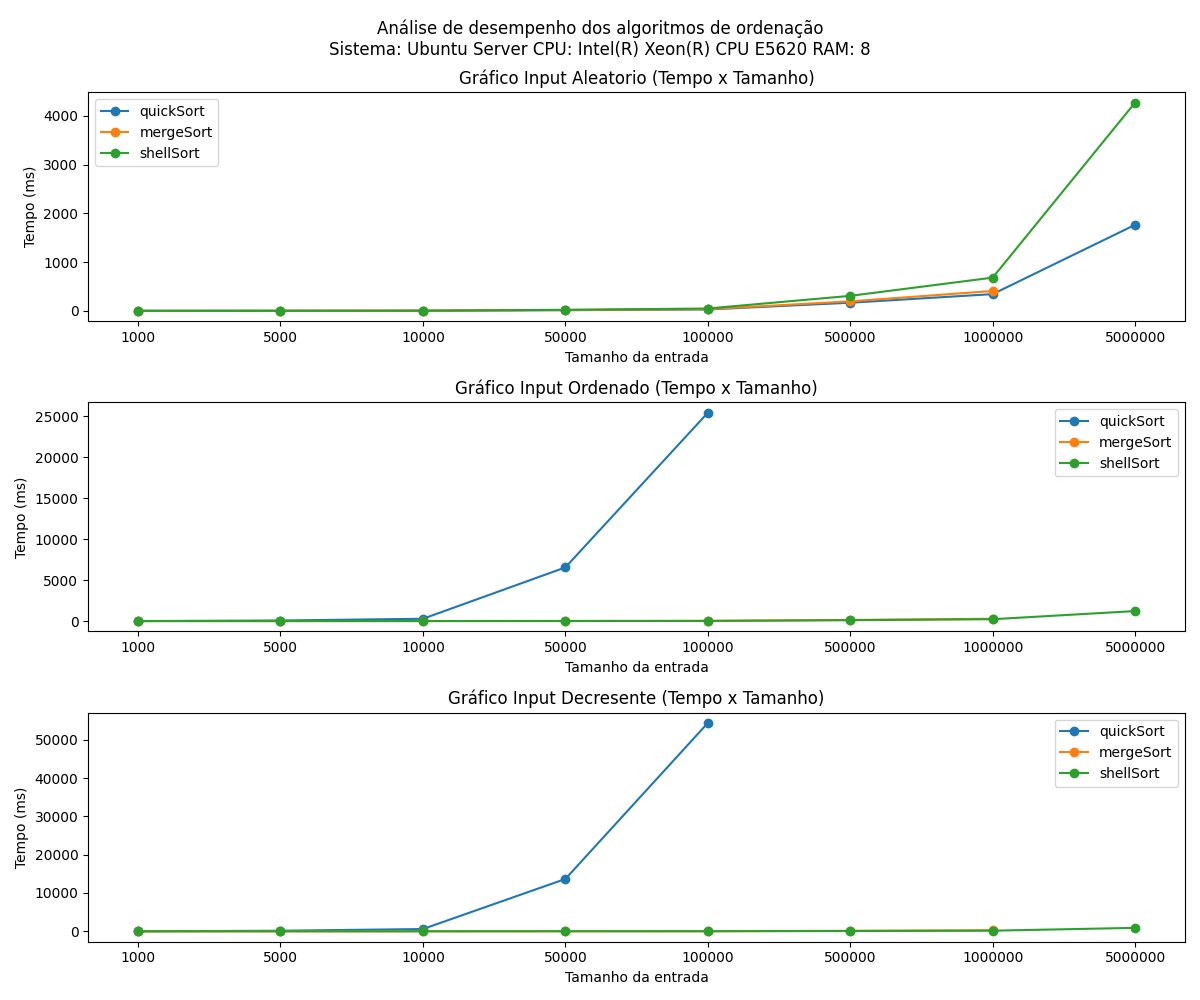 Análise de desempenho dos algoritmos de ordenação
Sistema: Ubuntu Server CPU: Intel(R) Xeon(R) CPU E5620 RAM: 8
Gráfico Input Aleatorio (Tempo x Tamanho)
quickSort
mergeSort
shellSort
Tempo (ms)
4000
3000
2000
1000
0
1000 5000 10000 50000 100000 500000 1000000 5000000
Tamanho da entrada
Gráfico Input Ordenado (Tempo x Tamanho)
quickSort
mergeSort
shellSort
Tempo (ms)
25000
20000
15000
10000
5000
0
1000 5000 10000 50000 100000 500000 1000000 5000000
Tamanho da entrada
Gráfico Input Decresente (Tempo x Tamanho)
quickSort
mergeSort
shellSort
Tempo (ms)
50000
40000
30000
20000
10000
0
1000 5000 10000 50000 100000 500000 1000000 5000000
Tamanho da entrada